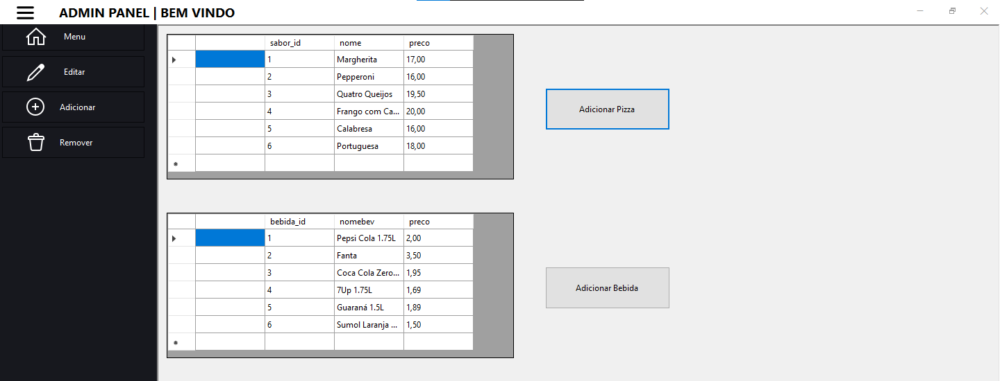 ADMIN PANEL | BEM VINDO
Menu
Editar
Adicionar
Remover
sabor_id nome preco
1 Margherita 17,00
2 Pepperoni 16,00
3 Quatro Queijos 19,50
4 Frango com Ca... 20,00
5 Calabresa 16,00
6 Portuguesa 18,00
Adicionar Pizza
bebida_id nomebev preco
1 Pepsi Cola 1.75L 2,00
2 Fanta 3,50
3 Coca Cola Zero... 1,95
4 7Up 1.75L 1,69
5 Guaraná 1.5L 1,89
6 Sumol Laranja ... 1,50
Adicionar Bebida